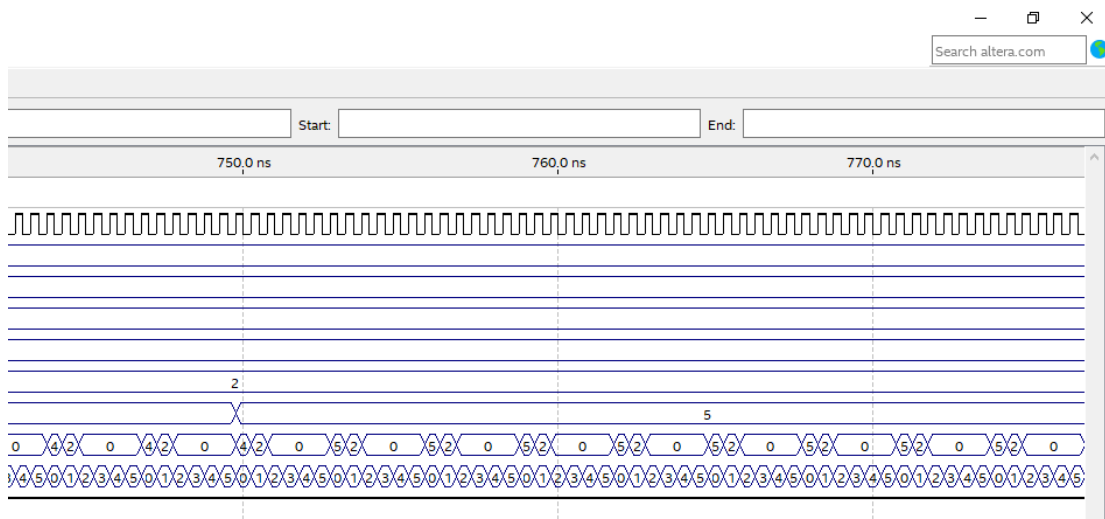 Search altera.com
Start: End:
750.0 ns 760.0 ns 770.0 ns
2
5
0 4 2 0 4 2 0 4 2 0 5 2 0 5 2 0 5 2 0 5 2 0 5 2 0 5 2 0 5 2 0 5 2 0
4 5 0 1 2 3 4 5 0 1 2 3 4 5 0 1 2 3 4 5 0 1 2 3 4 5 0 1 2 3 4 5 0 1 2 3 4 5 0 1 2 3 4 5 0 1 2 3 4 5 0 1 2 3 4 5 0 1 2 3 4 5 0 1 2 3 4 5